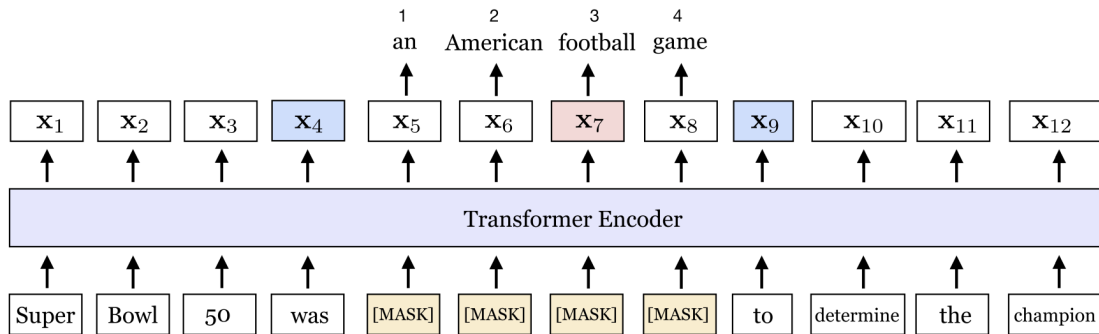 1 2 3 4
an American football game
x₁ x₂ x₃ x₄ x₅ x₆ x₇ x₈ x₉ x₁₀ x₁₁ x₁₂
Transformer Encoder
Super Bowl 50 was [MASK] [MASK] [MASK] [MASK] to determine the champion